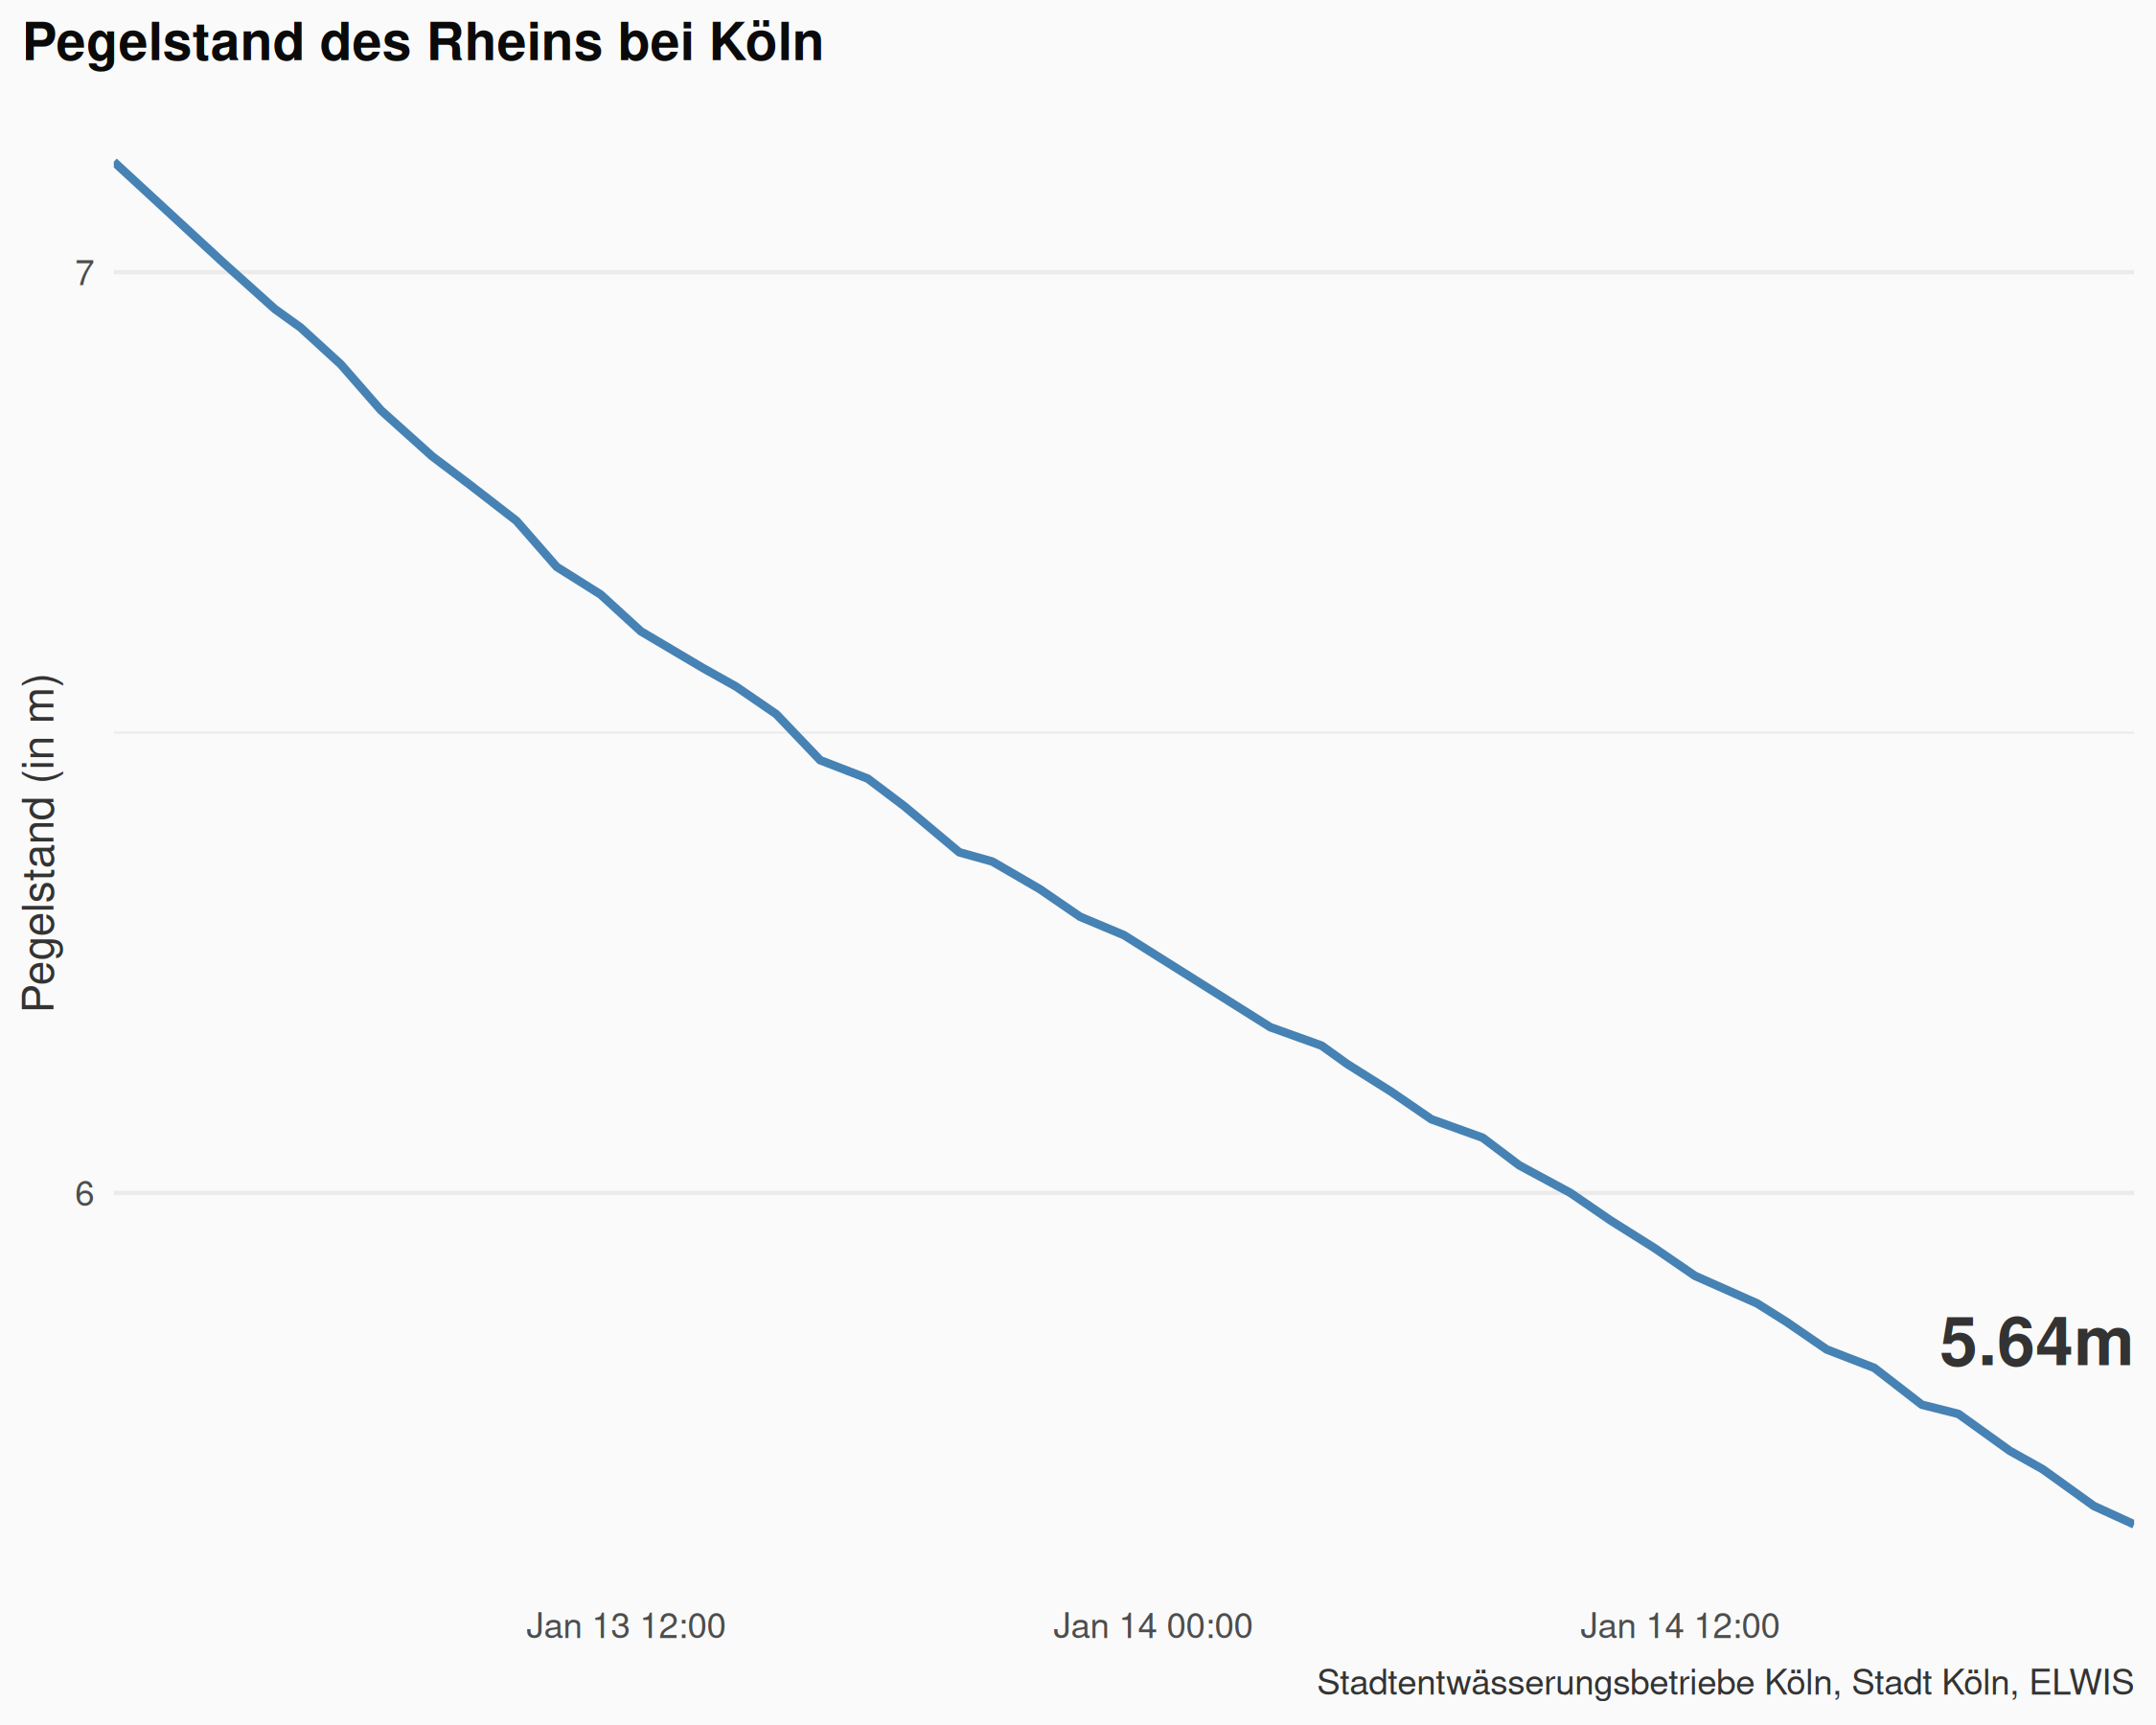 Pegelstand des Rheins bei Köln
Pegelstand (in m)
7
6
5.64m
Jan 13 12:00
Jan 14 00:00
Jan 14 12:00
Stadtentwässerungsbetriebe Köln, Stadt Köln, ELWIS